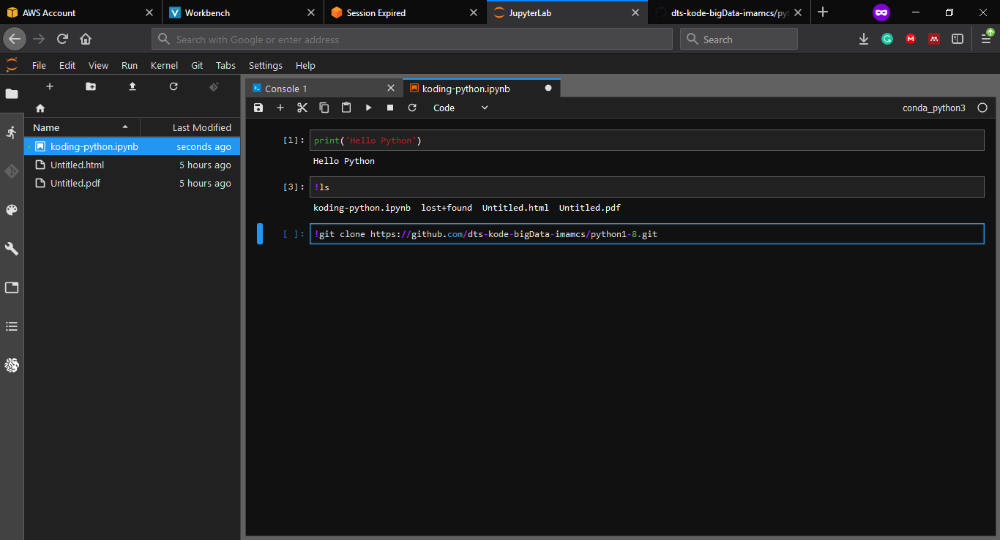 AWS Account
Workbench
Session Expired
JupyterLab
dts-kode-bigData-imamcs/pyt
Search with Google or enter address
Search
File Edit View Run Kernel Git Tabs Settings Help
Console 1
koding-python.ipynb
Code
conda_python3
Name Last Modified
koding-python.ipynb seconds ago
Untitled.html 5 hours ago
Untitled.pdf 5 hours ago
[1]: print('Hello Python')
Hello Python
[3]: !ls
koding-python.ipynb lost+found Untitled.html Untitled.pdf
[ ]: !git clone https://github.com/dts-kode-bigData-imamcs/python1-8.git